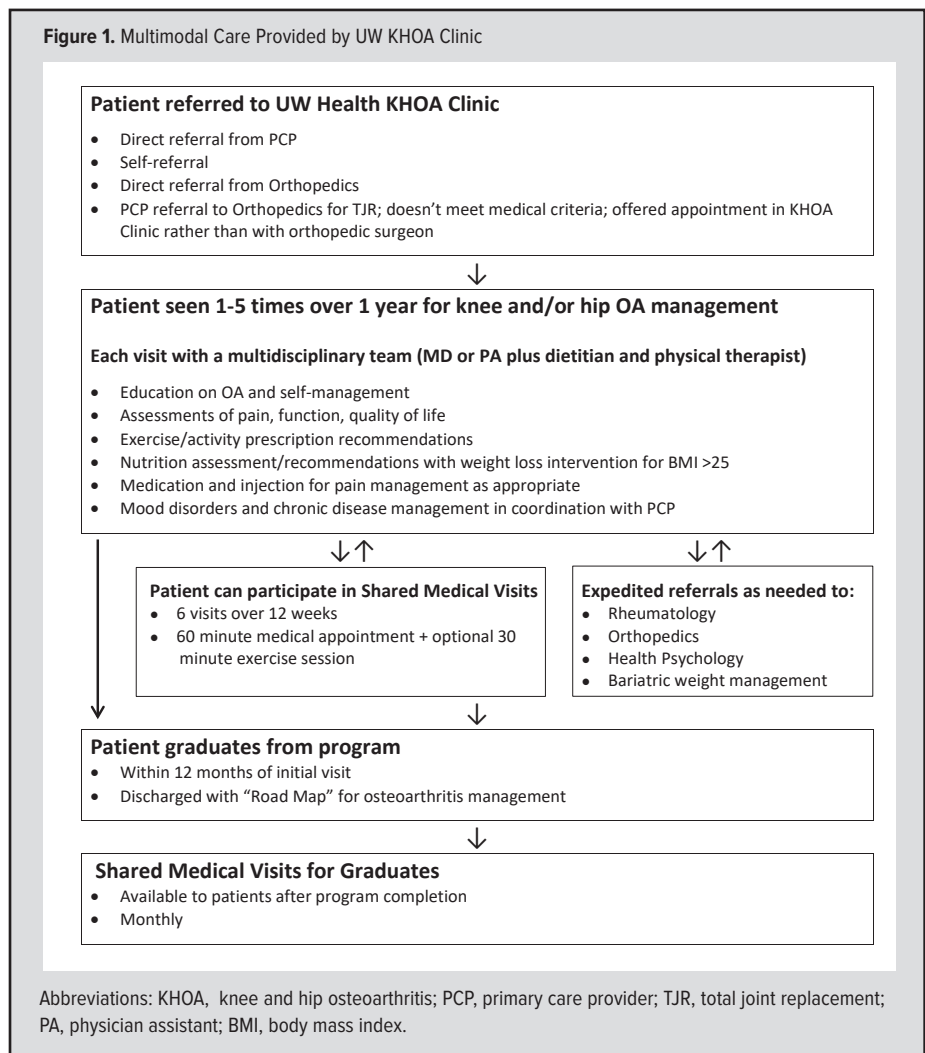 Figure 1. Multimodal Care Provided by UW KHOA Clinic
Patient referred to UW Health KHOA Clinic
• Direct referral from PCP
• Self-referral
• Direct referral from Orthopedics
• PCP referral to Orthopedics for TJR; doesn't meet medical criteria; offered appointment in KHOA
Clinic rather than with orthopedic surgeon
Patient seen 1-5 times over 1 year for knee and/or hip OA management
Each visit with a multidisciplinary team (MD or PA plus dietitian and physical therapist)
• Education on OA and self-management
• Assessments of pain, function, quality of life
• Exercise/activity prescription recommendations
• Nutrition assessment/recommendations with weight loss intervention for BMI >25
• Medication and injection for pain management as appropriate
• Mood disorders and chronic disease management in coordination with PCP
Patient can participate in Shared Medical Visits
• 6 visits over 12 weeks
• 60 minute medical appointment + optional 30
minute exercise session
Expedited referrals as needed to:
• Rheumatology
• Orthopedics
• Health Psychology
• Bariatric weight management
Patient graduates from program
• Within 12 months of initial visit
• Discharged with “Road Map” for osteoarthritis management
Shared Medical Visits for Graduates
• Available to patients after program completion
• Monthly
Abbreviations: KHOA, knee and hip osteoarthritis; PCP, primary care provider; TJR, total joint replacement;
PA, physician assistant; BMI, body mass index.